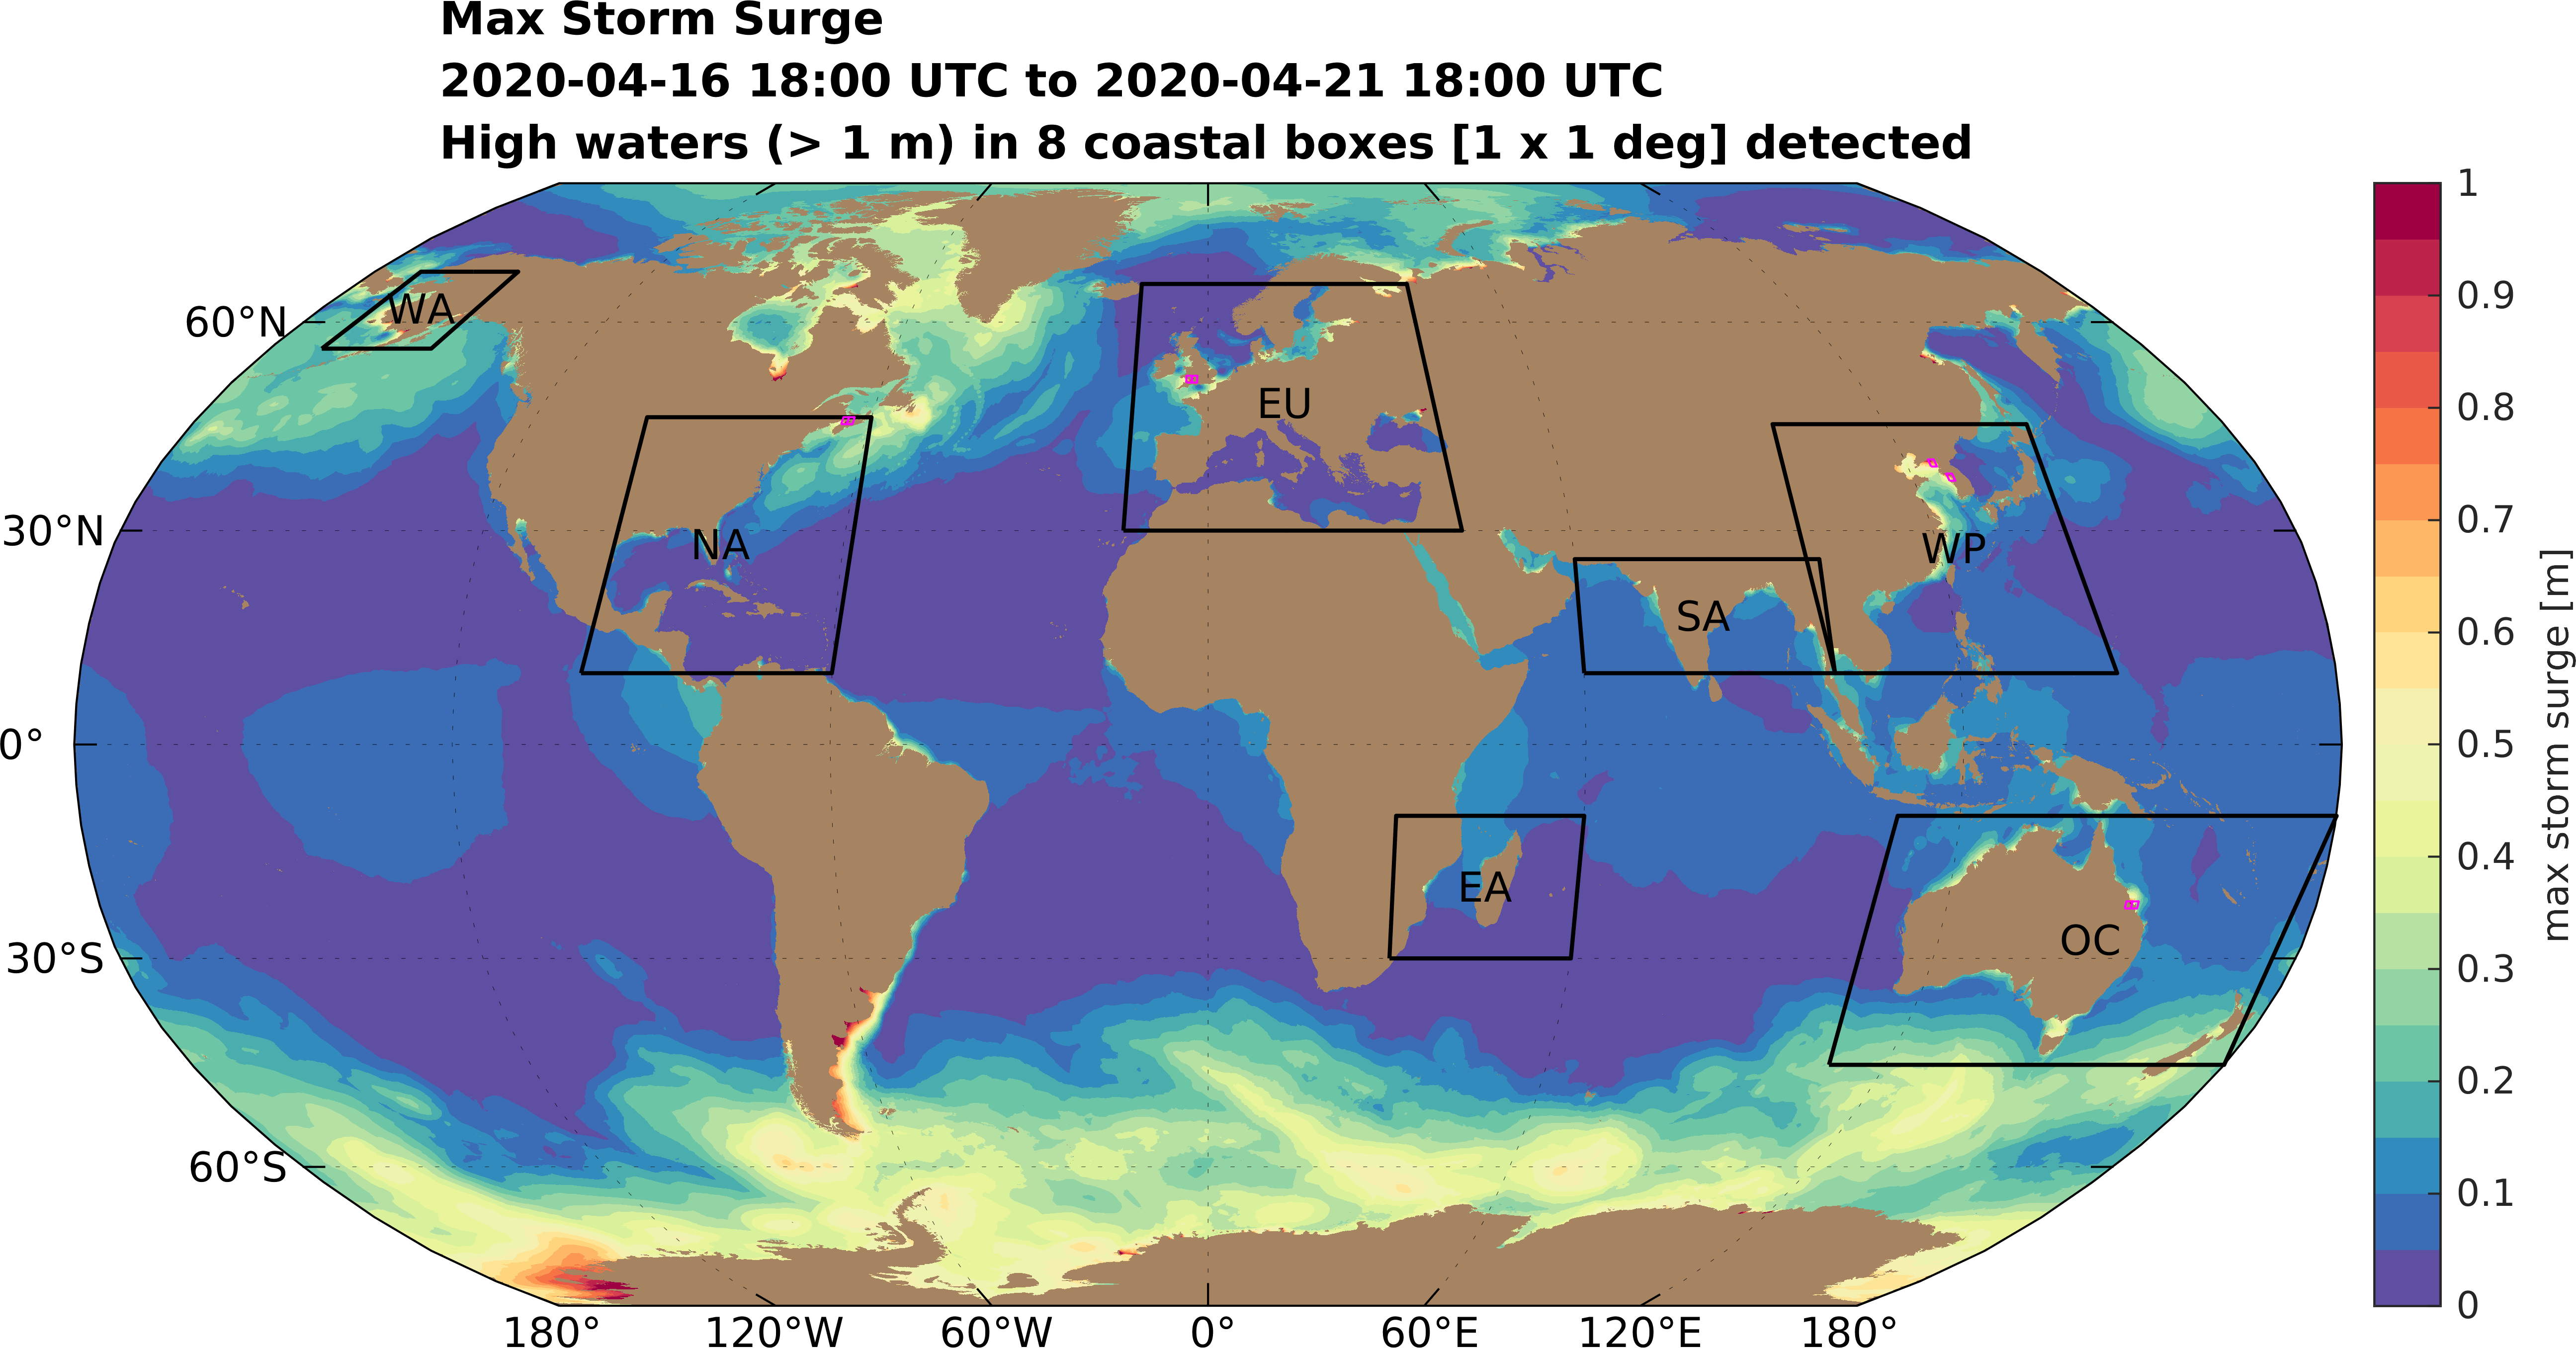 Max Storm Surge
2020-04-16 18:00 UTC to 2020-04-21 18:00 UTC
High waters (> 1 m) in 8 coastal boxes [1 x 1 deg] detected
60°N
30°N
0°
30°S
60°S
WA
NA
EU
SA
WP
EA
OC
180°
120°W
60°W
0°
60°E
120°E
180°
1
0.9
0.8
0.7
0.6
0.5
0.4
0.3
0.2
0.1
0
max storm surge [m]